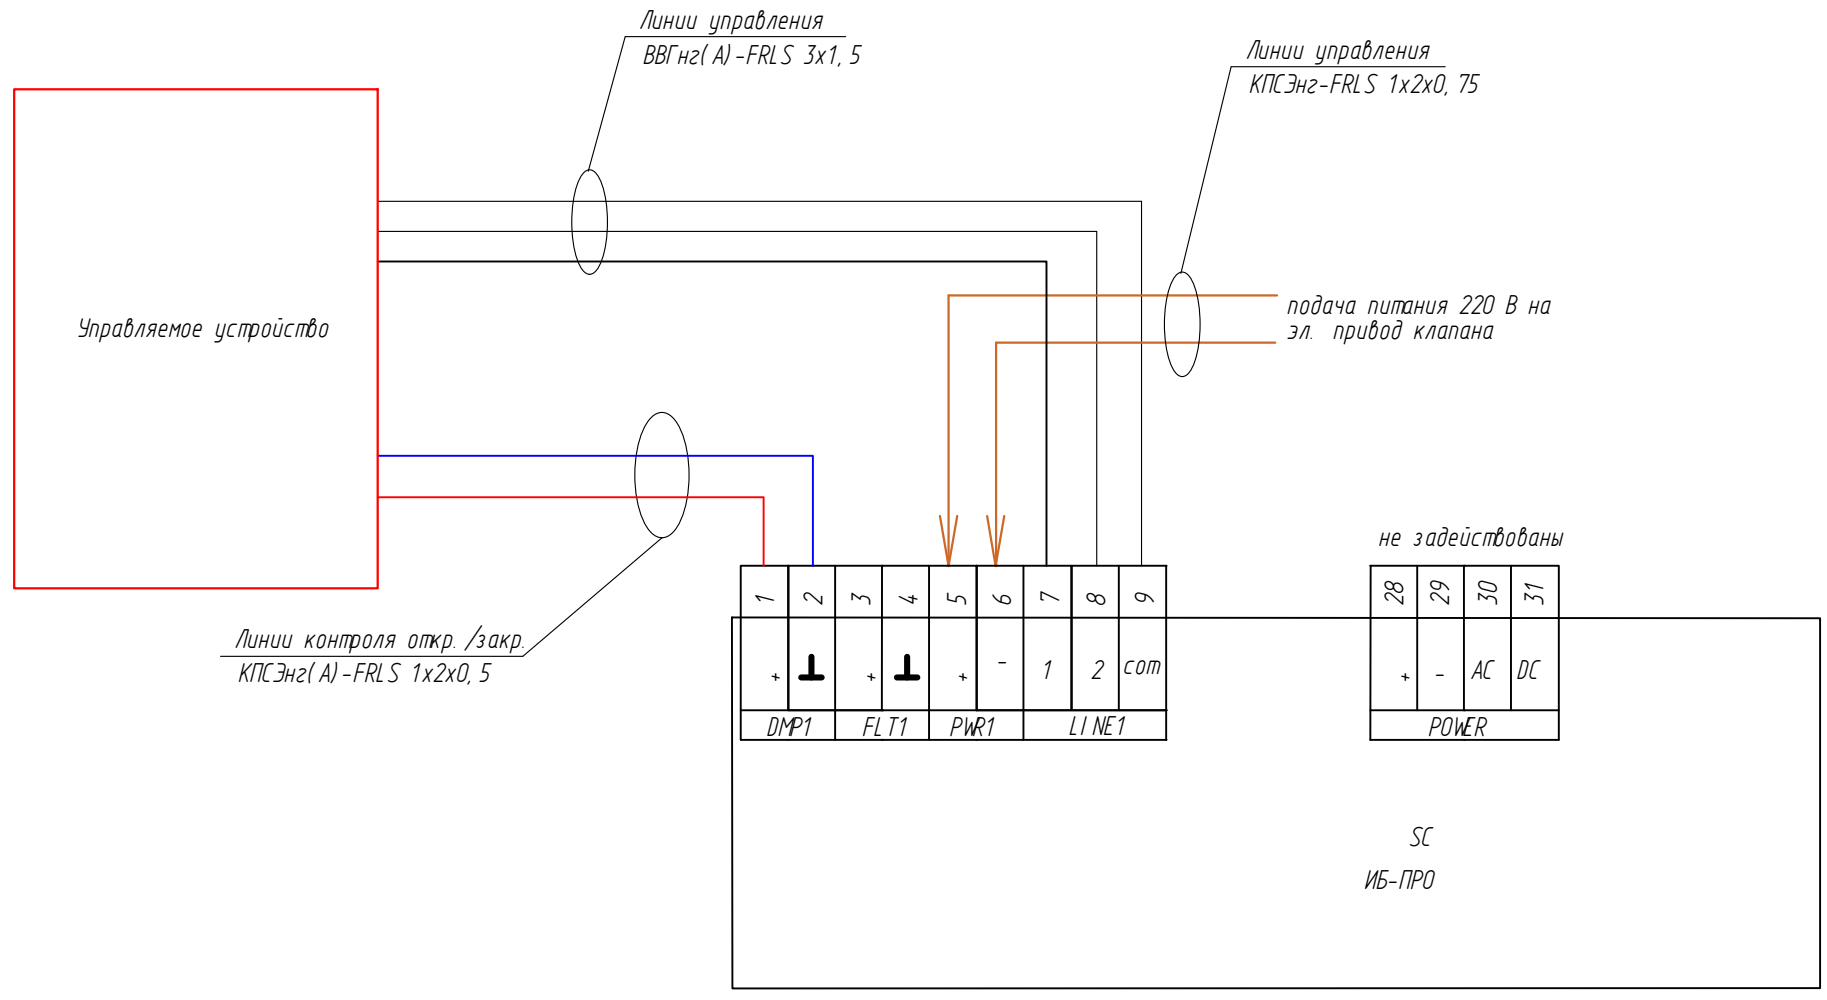 Линии управления
ВВГнг(А)-FRLS 3х1,5
Линии управления
КПСЭнг-FRLS 1х2х0,75
подача питания 220 В на
эл. привод клапана
Управляемое устройство
не задействованы
1 2 3 4 5 6 7 8 9
28 29 30 31
Линии контроля откр./закр.
КПСЭнг(А)-FRLS 1х2х0,5
+ + + - 1 2 com
+ - AC DC
DMP1 FLT1 PWR1 LINE1
POWER
SC
ИБ-ПРО